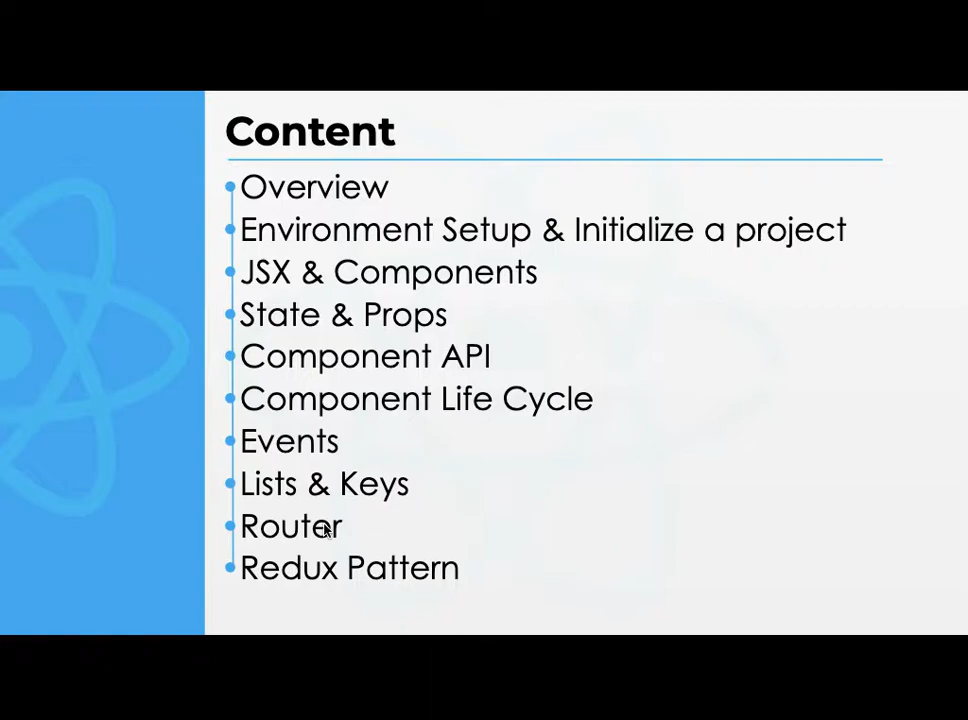 Content
Overview
Environment Setup & Initialize a project
JSX & Components
State & Props
Component API
Component Life Cycle
Events
Lists & Keys
Router
Redux Pattern